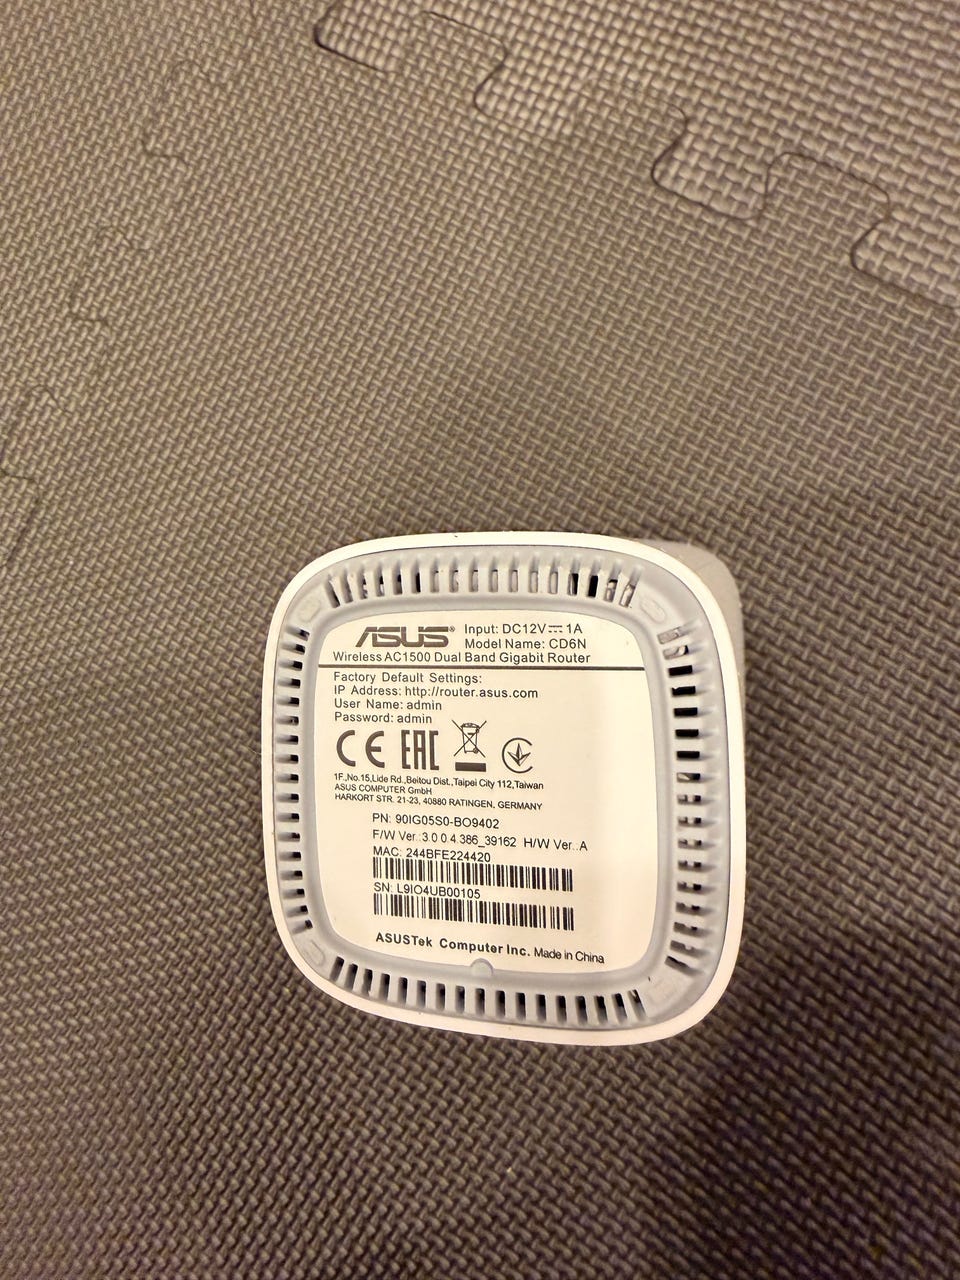 ASUS® Input: DC12V⎓1A
Model Name: CD6N
Wireless AC1500 Dual Band Gigabit Router
Factory Default Settings:
IP Address: http://router.asus.com
User Name: admin
Password: admin
CE EAC
1F.,No.15,Lide Rd.,Beitou Dist.,Taipei City 112,Taiwan
ASUS COMPUTER GmbH
HARKORT STR. 21-23, 40880 RATINGEN, GERMANY
PN: 90IG05S0-BO9402
F/W Ver.:3.0.0.4.386_39162 H/W Ver.:A
MAC: 244BFE224420
SN: L9IO4UB00105
ASUSTek Computer Inc. Made in China